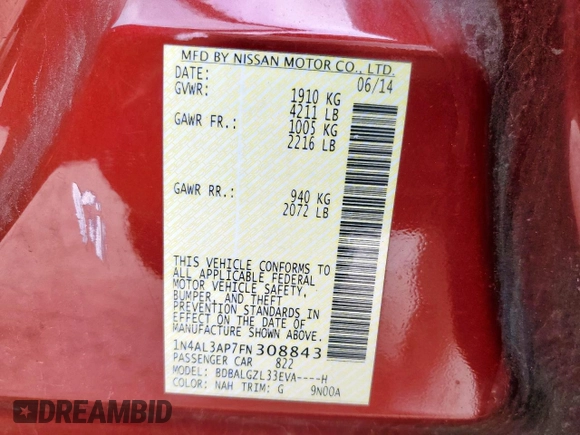 MFD BY NISSAN MOTOR CO., LTD.
DATE: 06/14
GVWR: 1910 KG
4211 LB
GAWR FR.: 1005 KG
2216 LB
GAWR RR.: 940 KG
2072 LB
THIS VEHICLE CONFORMS TO
ALL APPLICABLE FEDERAL
MOTOR VEHICLE SAFETY,
BUMPER, AND THEFT
PREVENTION STANDARDS IN
EFFECT ON THE DATE OF
MANUFACTURE SHOWN ABOVE.
1N4AL3AP7FN308843
PASSENGER CAR 822
MODEL: BDBALGZL33EVA----H
COLOR: NAH TRIM: G 9N00A
DREAMBID